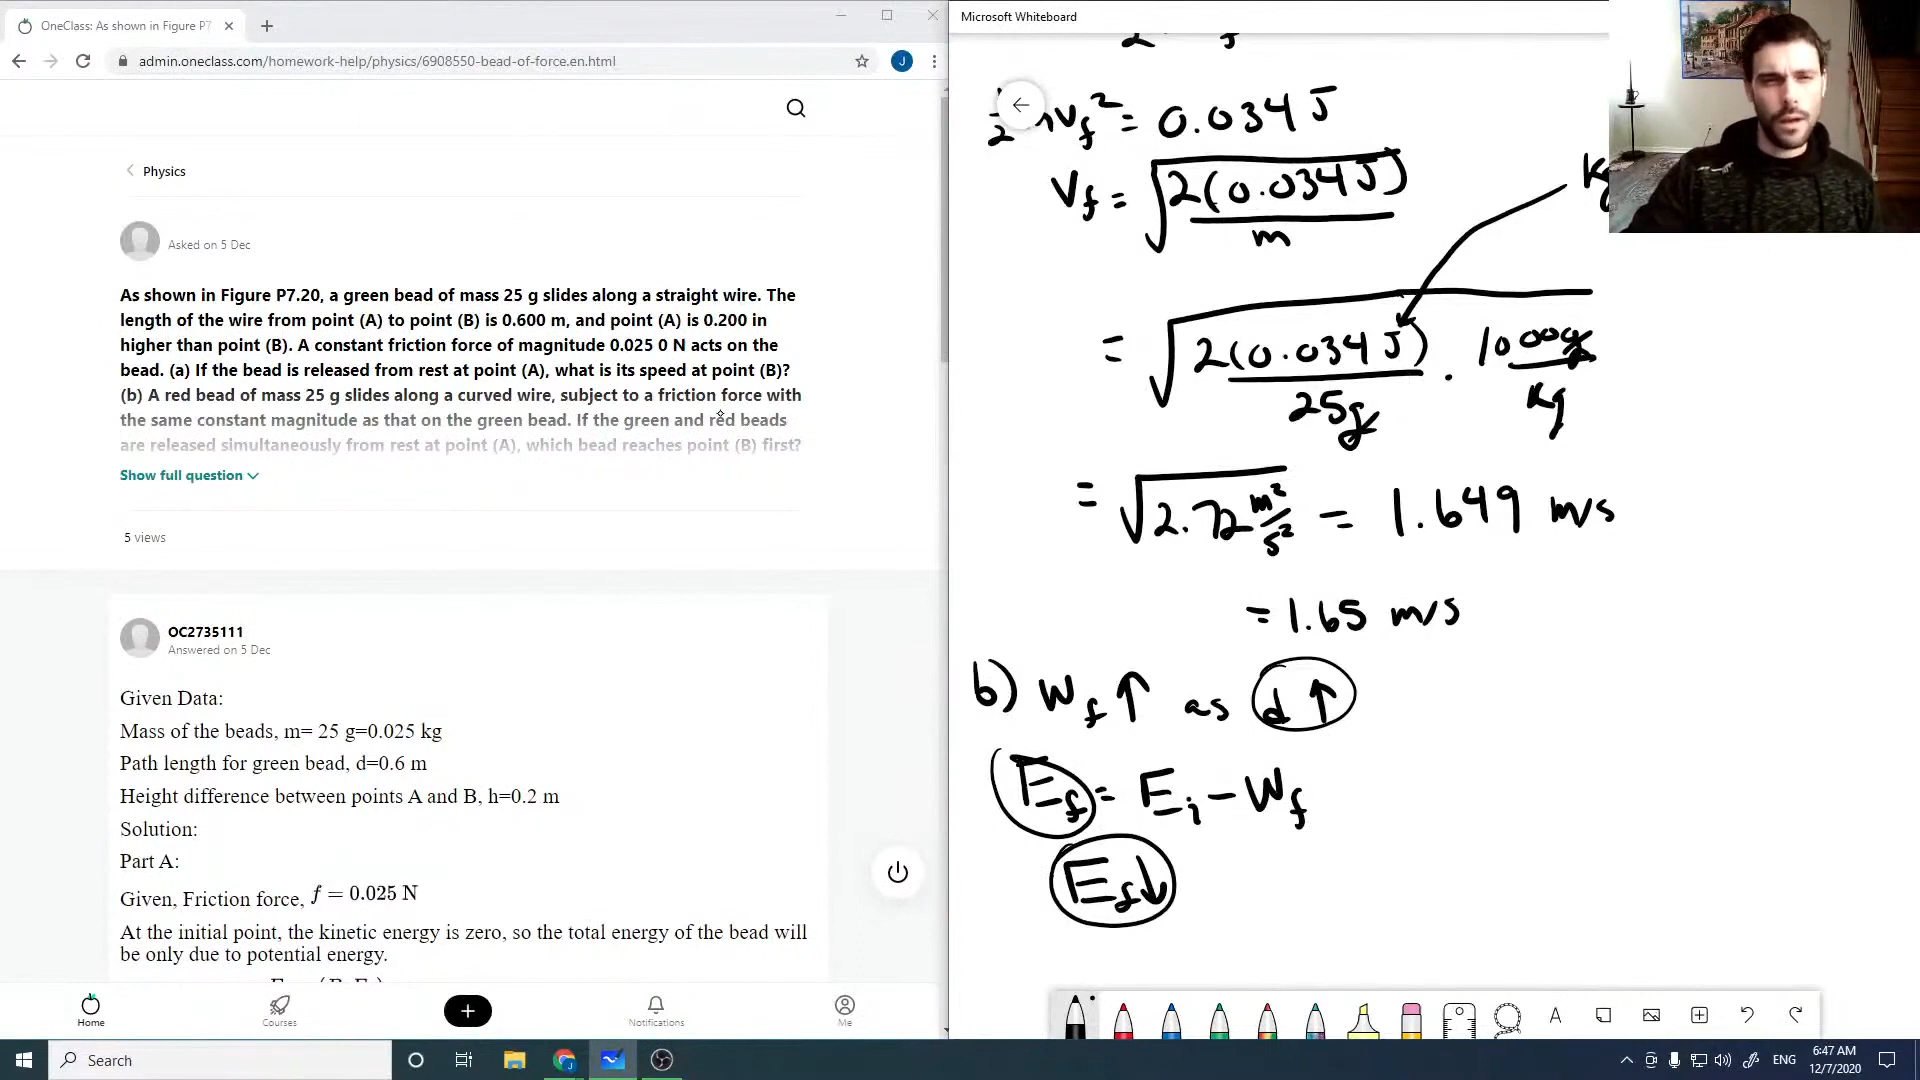 OneClass: As shown in Figure P7
admin.oneclass.com/homework-help/physics/6908550-bead-of-force.en.html
J
Physics
Asked on 5 Dec
As shown in Figure P7.20, a green bead of mass 25 g slides along a straight wire. The
length of the wire from point (A) to point (B) is 0.600 m, and point (A) is 0.200 in
higher than point (B). A constant friction force of magnitude 0.025 0 N acts on the
bead. (a) If the bead is released from rest at point (A), what is its speed at point (B)?
(b) A red bead of mass 25 g slides along a curved wire, subject to a friction force with
the same constant magnitude as that on the green bead. If the green and red beads
are released simultaneously from rest at point (A), which bead reaches point (B) first?
Show full question
5 views
OC2735111
Answered on 5 Dec
Given Data:
Mass of the beads, m= 25 g=0.025 kg
Path length for green bead, d=0.6 m
Height difference between points A and B, h=0.2 m
Solution:
Part A:
Given, Friction force, f = 0.025 N
At the initial point, the kinetic energy is zero, so the total energy of the bead will
be only due to potential energy.
Home
Courses
Notifications
Me
Microsoft Whiteboard
2 f
1/2 mv_f^2 = 0.034 J
V_f = √(2(0.034 J)/m)
= √(2(0.034 J)/25g · 1000g/kg)
= √(2.72 m²/s²) = 1.649 m/s
= 1.65 m/s
b) W_f ↑ as d ↑
E_f = E_i - W_f
E_f ↓
Search
ENG
6:47 AM
12/7/2020